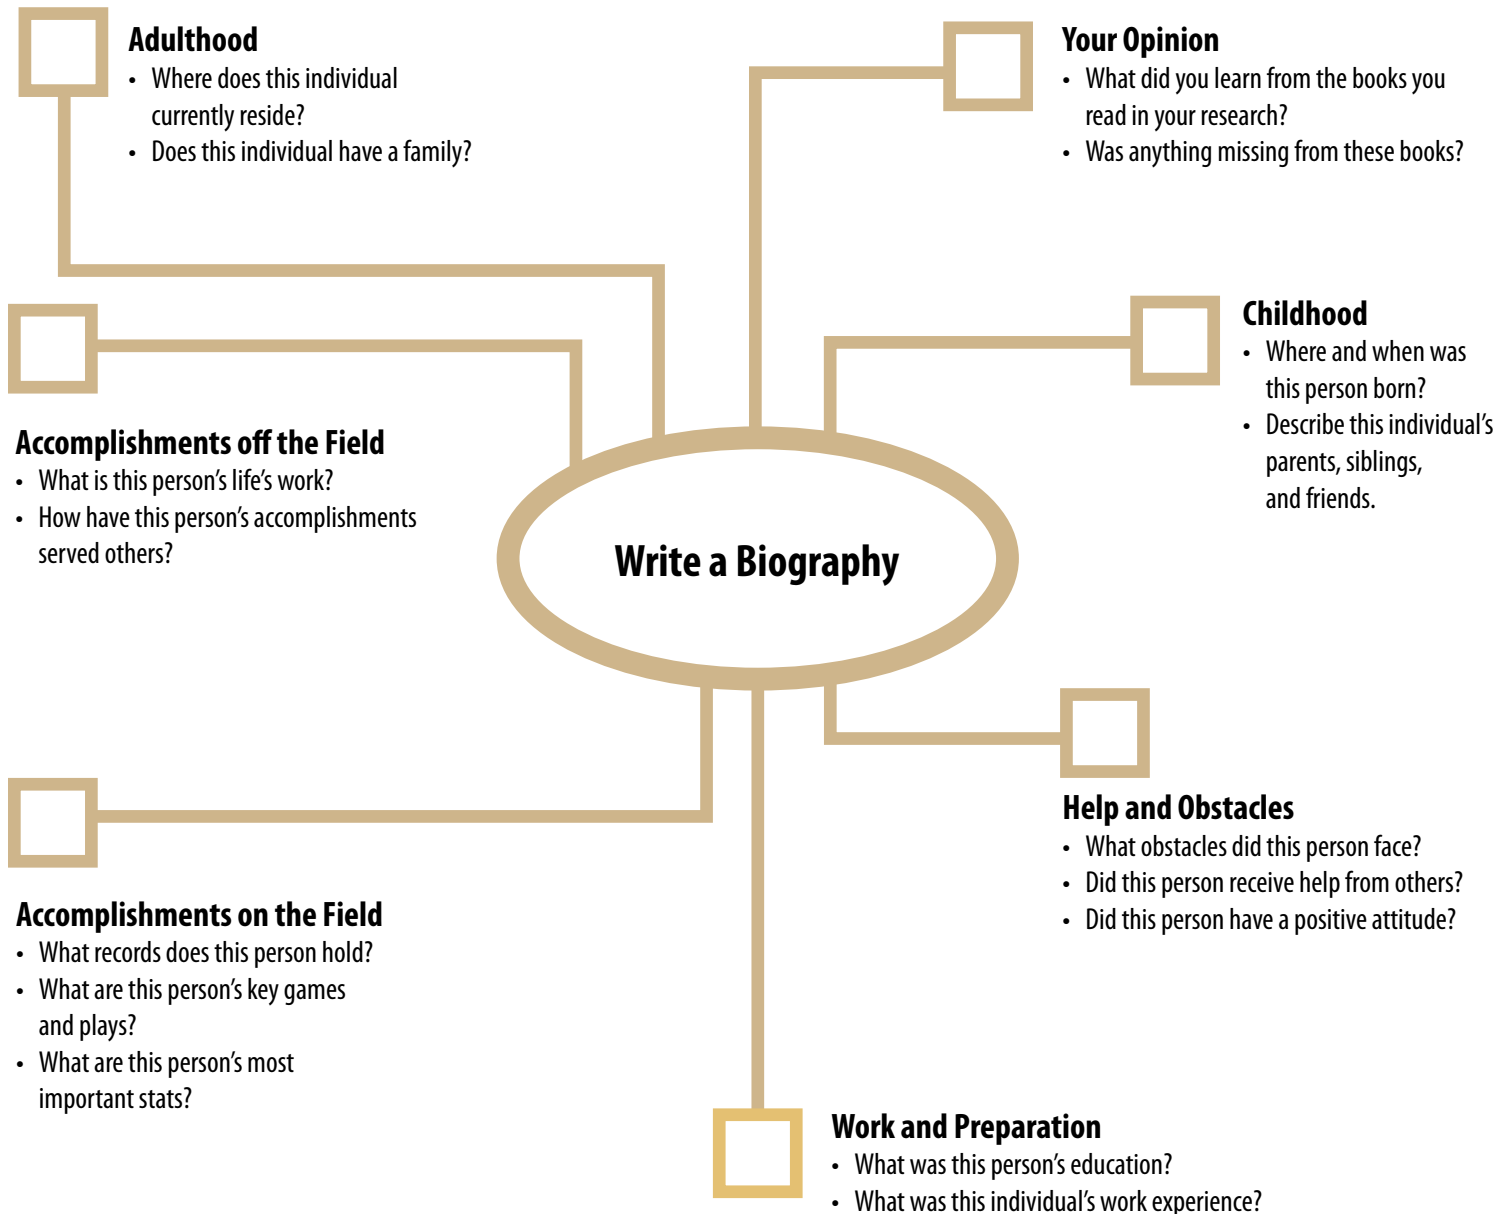 Adulthood
• Where does this individual
currently reside?
• Does this individual have a family?
Your Opinion
• What did you learn from the books you
read in your research?
• Was anything missing from these books?
Childhood
• Where and when was
this person born?
• Describe this individual’s
parents, siblings,
and friends.
Accomplishments off the Field
• What is this person’s life’s work?
• How have this person’s accomplishments
served others?
Write a Biography
Help and Obstacles
• What obstacles did this person face?
• Did this person receive help from others?
• Did this person have a positive attitude?
Accomplishments on the Field
• What records does this person hold?
• What are this person’s key games
and plays?
• What are this person’s most
important stats?
Work and Preparation
• What was this person’s education?
• What was this individual’s work experience?